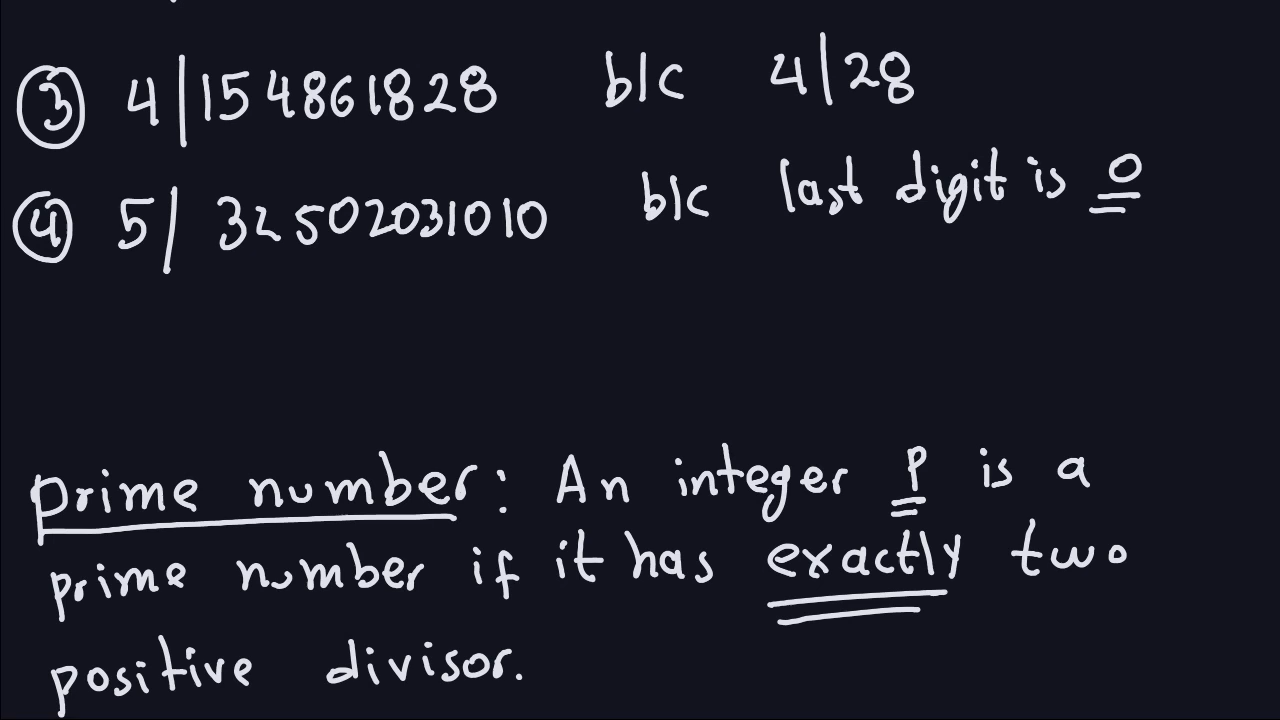 ③ 4|154861828 b/c 4|28
④ 5| 32502031010 b/c last digit is 0
prime number: An integer P is a
prime number if it has exactly two
positive divisor.